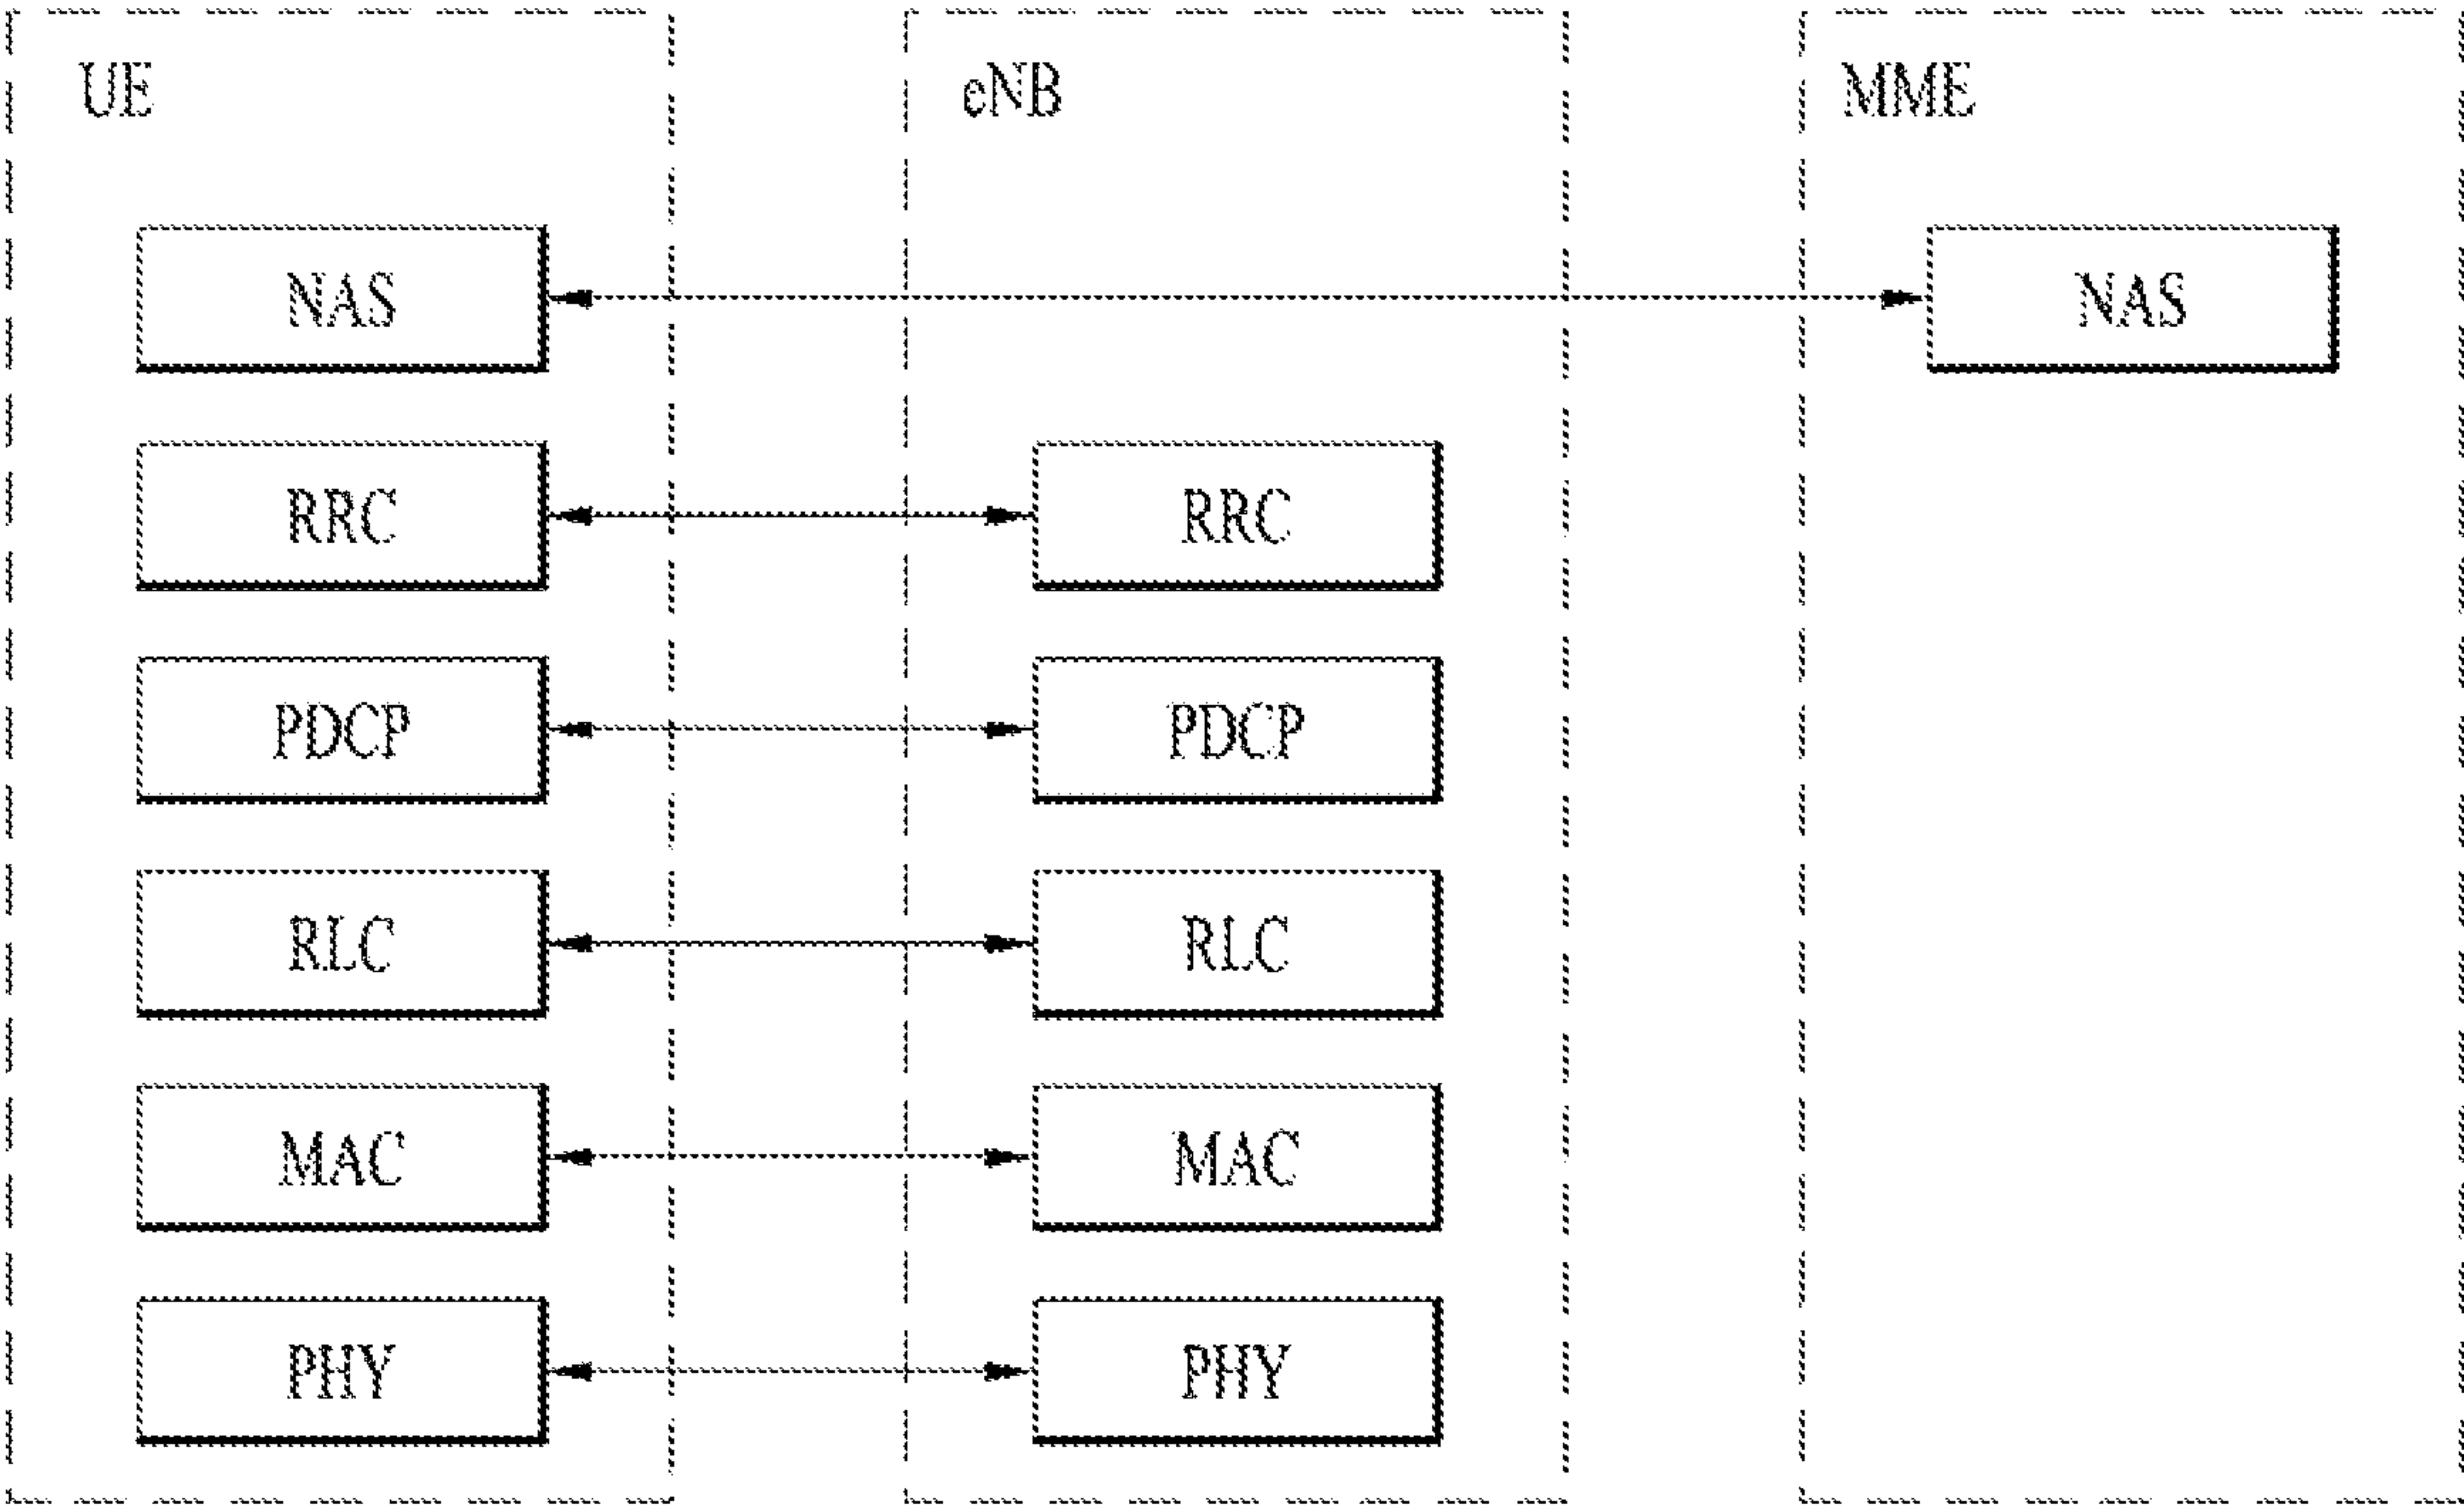 UE eNB MME
NAS NAS
RRC RRC
PDCP PDCP
RLC RLC
MAC MAC
PHY PHY